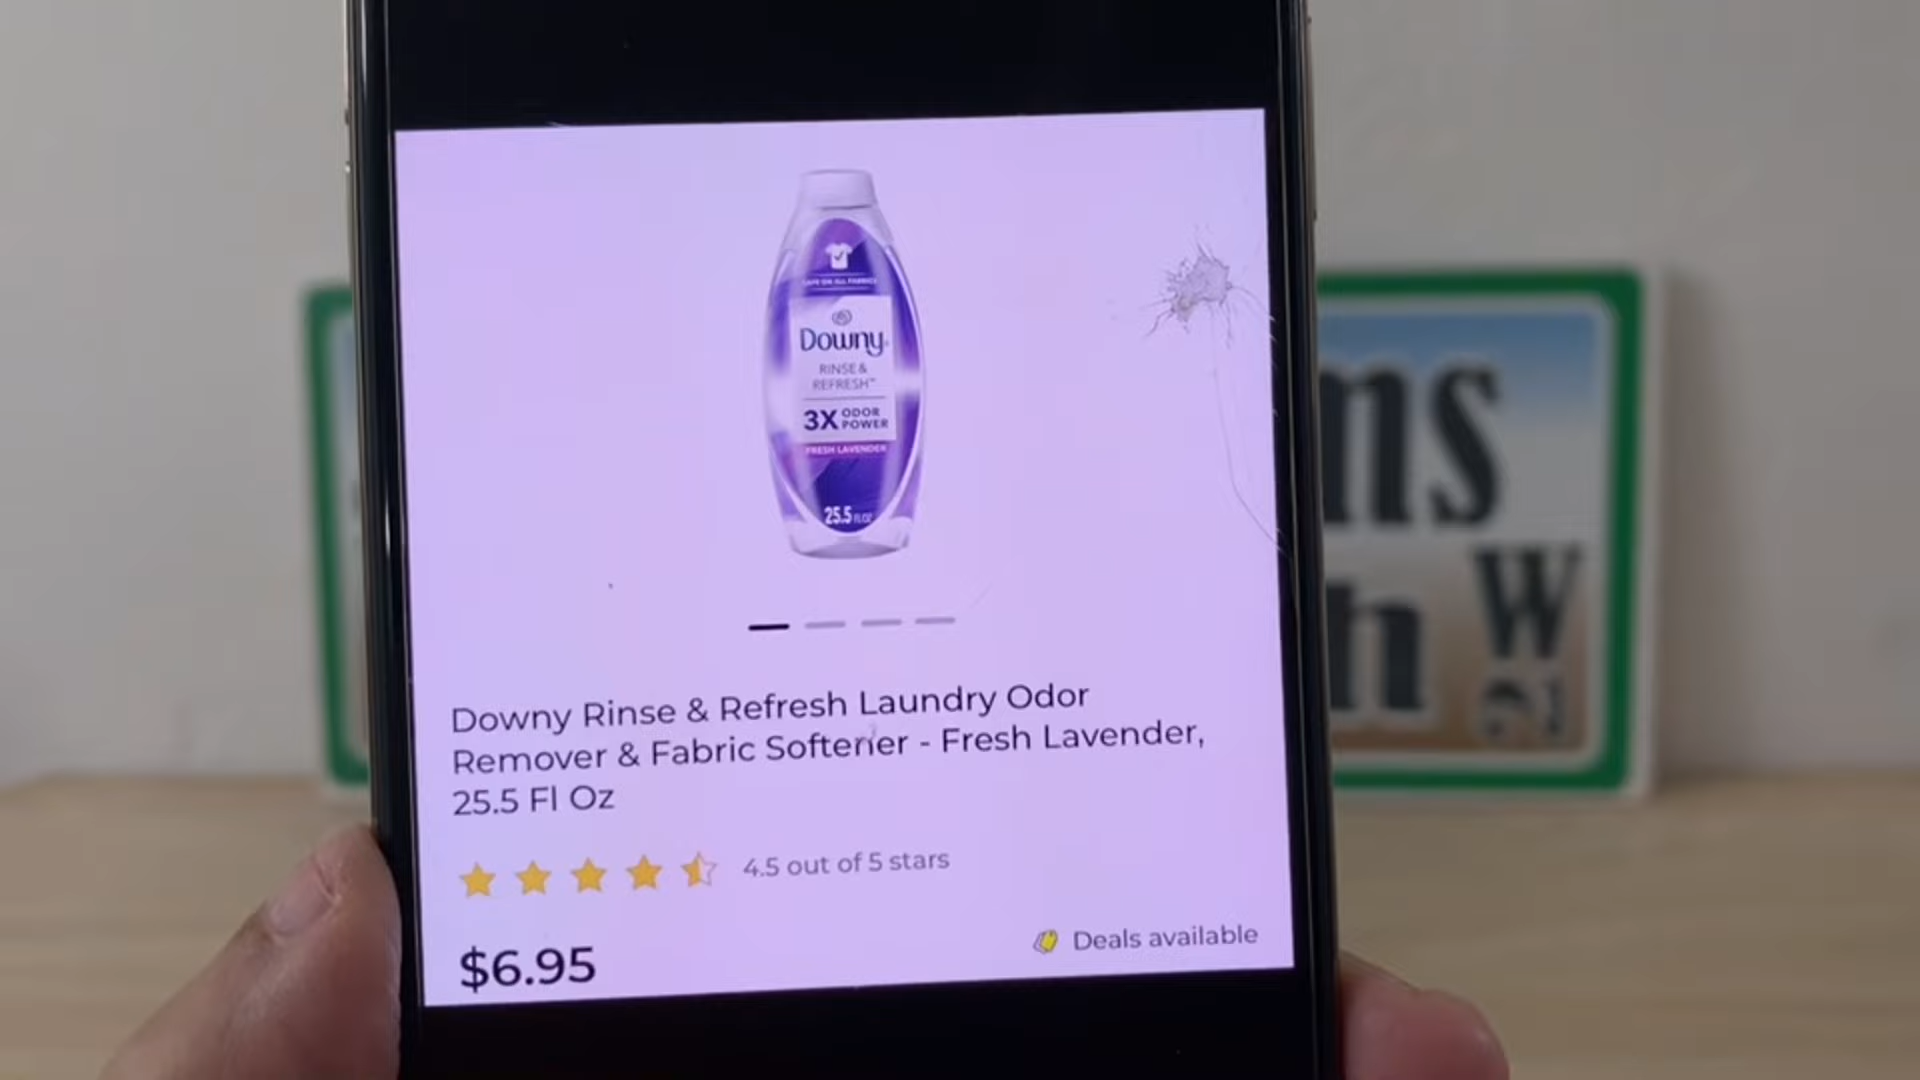 SAFE ON ALL FABRICS
Downy
RINSE &
REFRESH™
3X ODOR
POWER
FRESH LAVENDER
25.5 FL OZ
Downy Rinse & Refresh Laundry Odor
Remover & Fabric Softener - Fresh Lavender,
25.5 Fl Oz
4.5 out of 5 stars
$6.95
Deals available
ms
W